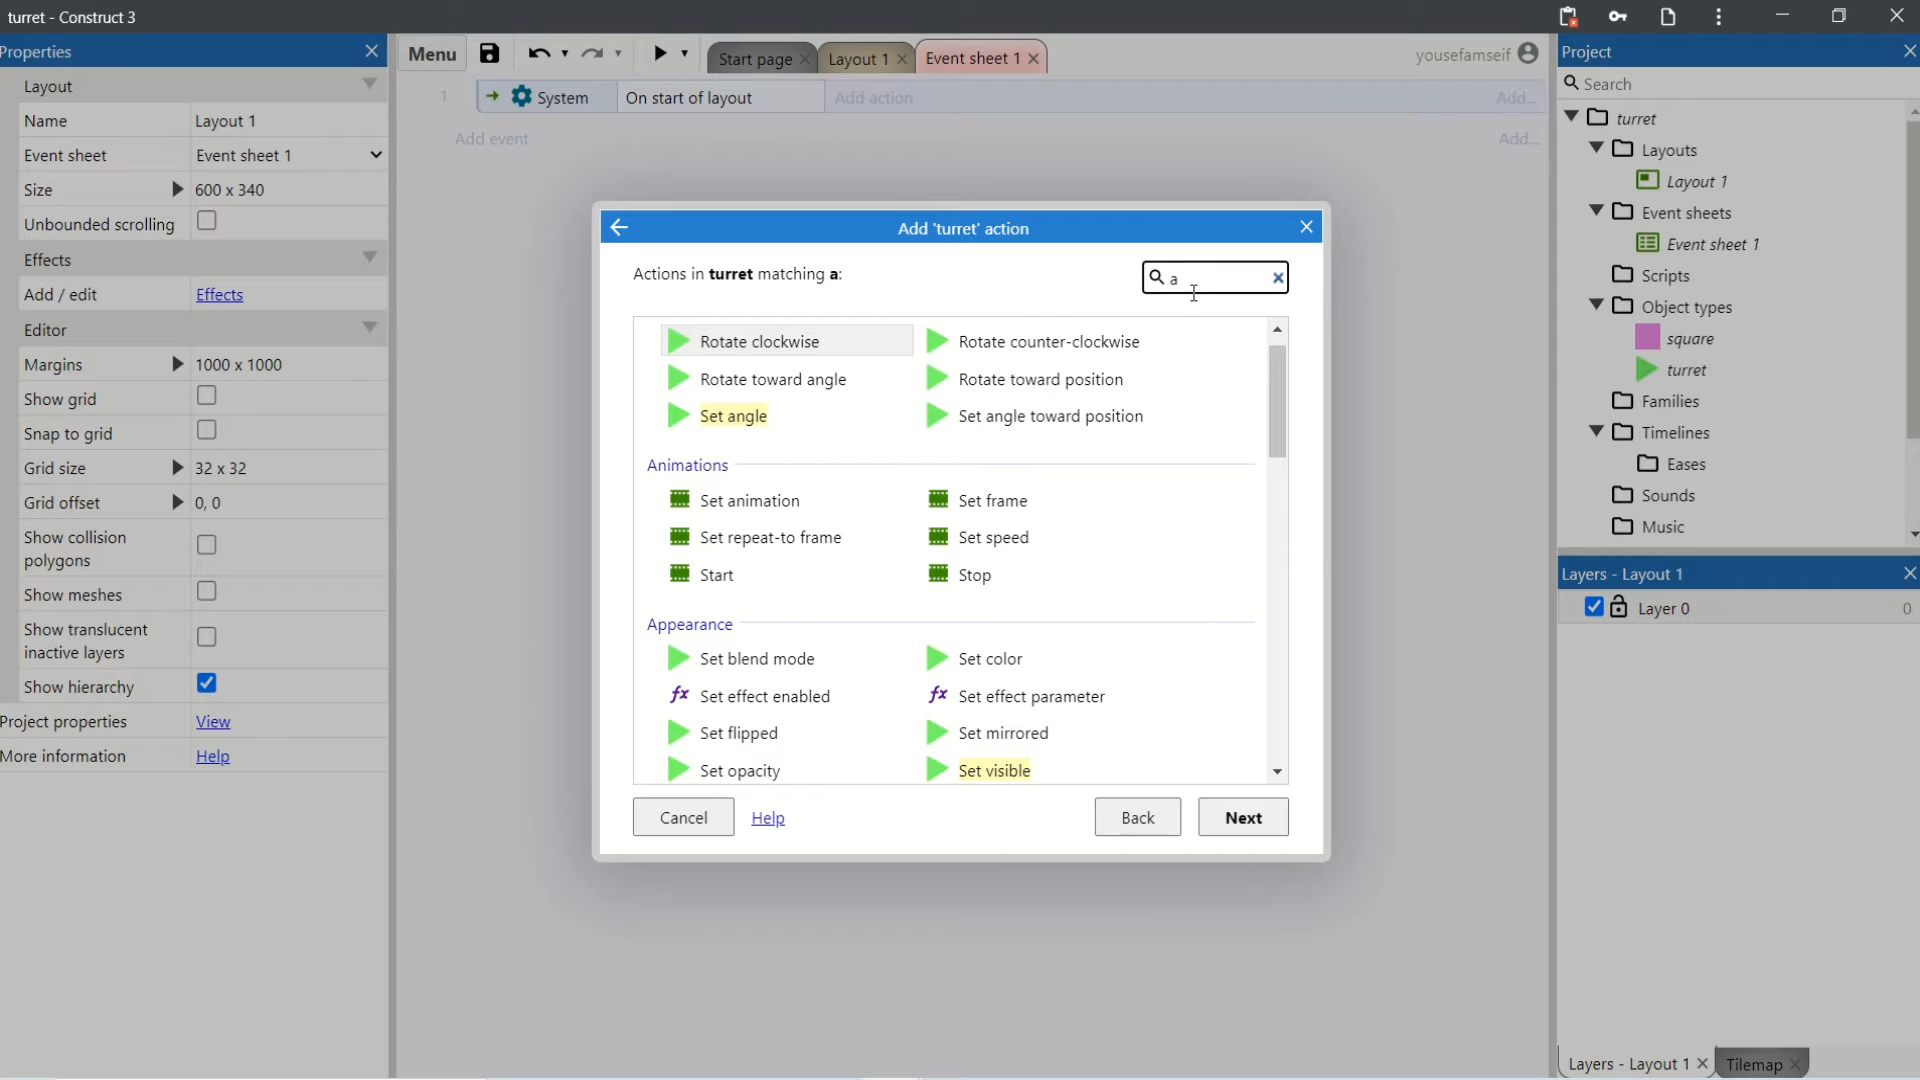 turret - Construct 3
Properties
Menu
Start page
Layout 1
Event sheet 1
yousefamseif
Project
Layout
Name Layout 1
Event sheet Event sheet 1
Size 600 x 340
Unbounded scrolling
Effects
Add / edit Effects
Editor
Margins 1000 x 1000
Show grid
Snap to grid
Grid size 32 x 32
Grid offset 0, 0
Show collision
polygons
Show meshes
Show translucent
inactive layers
Show hierarchy
Project properties View
More information Help
1 System On start of layout Add action Add...
Add event Add...
Add 'turret' action
Actions in turret matching a:
a
Rotate clockwise Rotate counter-clockwise
Rotate toward angle Rotate toward position
Set angle Set angle toward position
Animations
Set animation Set frame
Set repeat-to frame Set speed
Start Stop
Appearance
Set blend mode Set color
fx Set effect enabled fx Set effect parameter
Set flipped Set mirrored
Set opacity Set visible
Cancel Help Back Next
Search
turret
Layouts
Layout 1
Event sheets
Event sheet 1
Scripts
Object types
square
turret
Families
Timelines
Eases
Sounds
Music
Layers - Layout 1
Layer 0 0
Layers - Layout 1 Tilemap